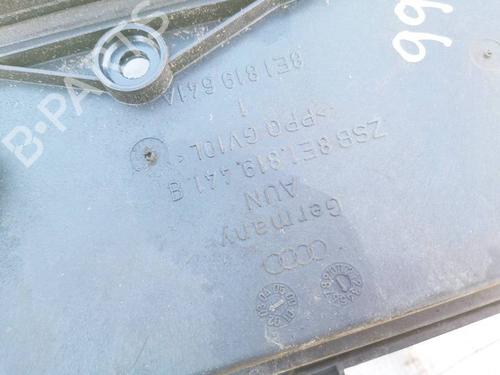 8E1.819.641A
1
>PPO GV10L<
ZSB 8E1.819.441.B
AUN
Germany
99
B-Parts